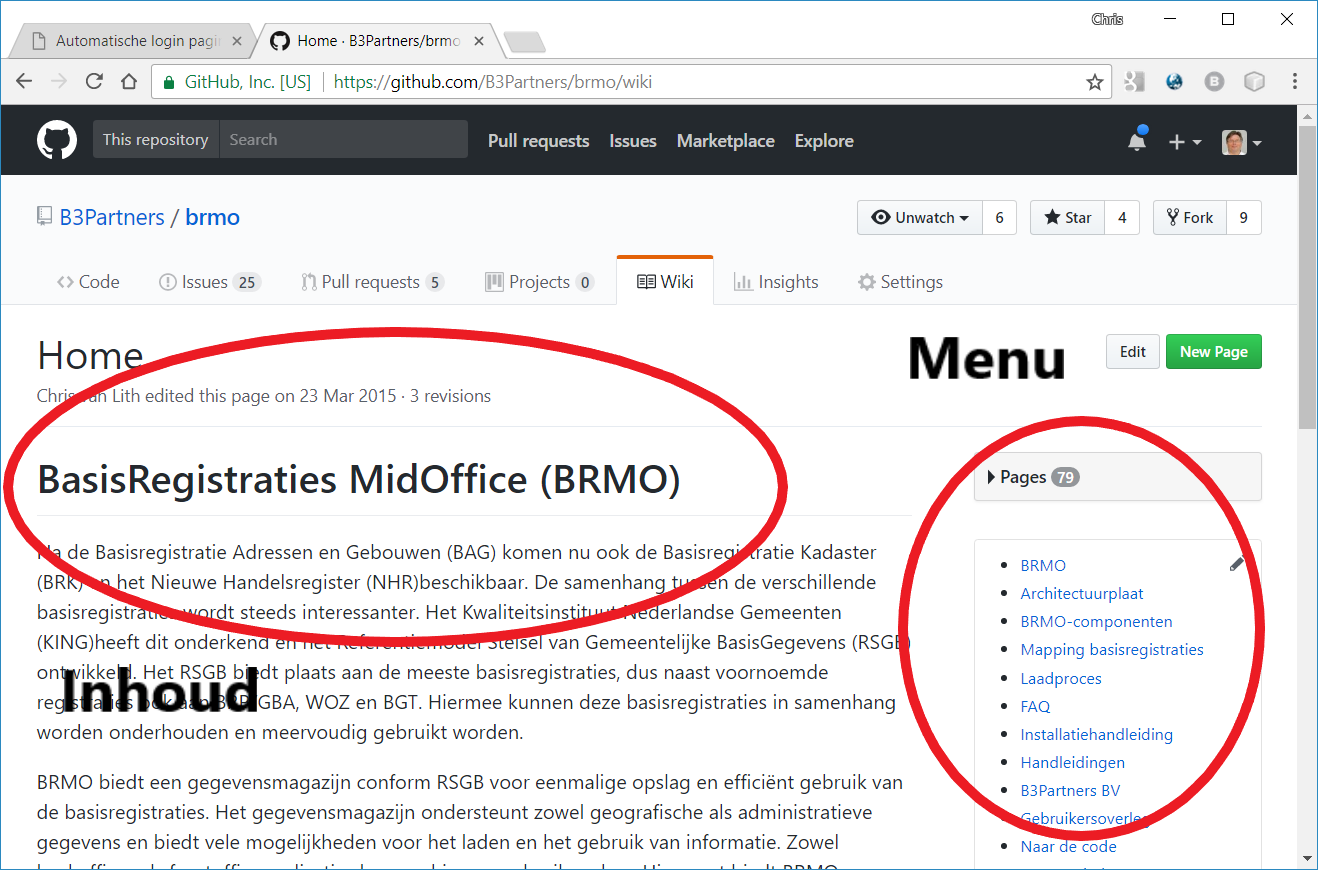 Chris
Automatische login pagi
Home · B3Partners/brmo
GitHub, Inc. [US] https://github.com/B3Partners/brmo/wiki
This repository Search Pull requests Issues Marketplace Explore
B3Partners / brmo
Unwatch 6 Star 4 Fork 9
Code Issues 25 Pull requests 5 Projects 0 Wiki Insights Settings
Home
Menu
Edit New Page
Chris van Lith edited this page on 23 Mar 2015 · 3 revisions
BasisRegistraties MidOffice (BRMO)
Na de Basisregistratie Adressen en Gebouwen (BAG) komen nu ook de Basisregistratie Kadaster
(BRK) en het Nieuwe Handelsregister (NHR)beschikbaar. De samenhang tussen de verschillende
basisregistraties wordt steeds interessanter. Het Kwaliteitsinstituut Nederlandse Gemeenten
(KING)heeft dit onderkend en het Referentiemodel Stelsel van Gemeentelijke BasisGegevens (RSGB)
ontwikkeld. Het RSGB biedt plaats aan de meeste basisregistraties, dus naast voornoemde
registraties ook aan GBA, WOZ en BGT. Hiermee kunnen deze basisregistraties in samenhang
worden onderhouden en meervoudig gebruikt worden.
Inhoud
BRMO biedt een gegevensmagazijn conform RSGB voor eenmalige opslag en efficiënt gebruik van
de basisregistraties. Het gegevensmagazijn ondersteunt zowel geografische als administratieve
gegevens en biedt vele mogelijkheden voor het laden en het gebruik van informatie. Zowel
Pages 79
BRMO
Architectuurplaat
BRMO-componenten
Mapping basisregistraties
Laadproces
FAQ
Installatiehandleiding
Handleidingen
B3Partners BV
Gebruikersoverleg
Naar de code